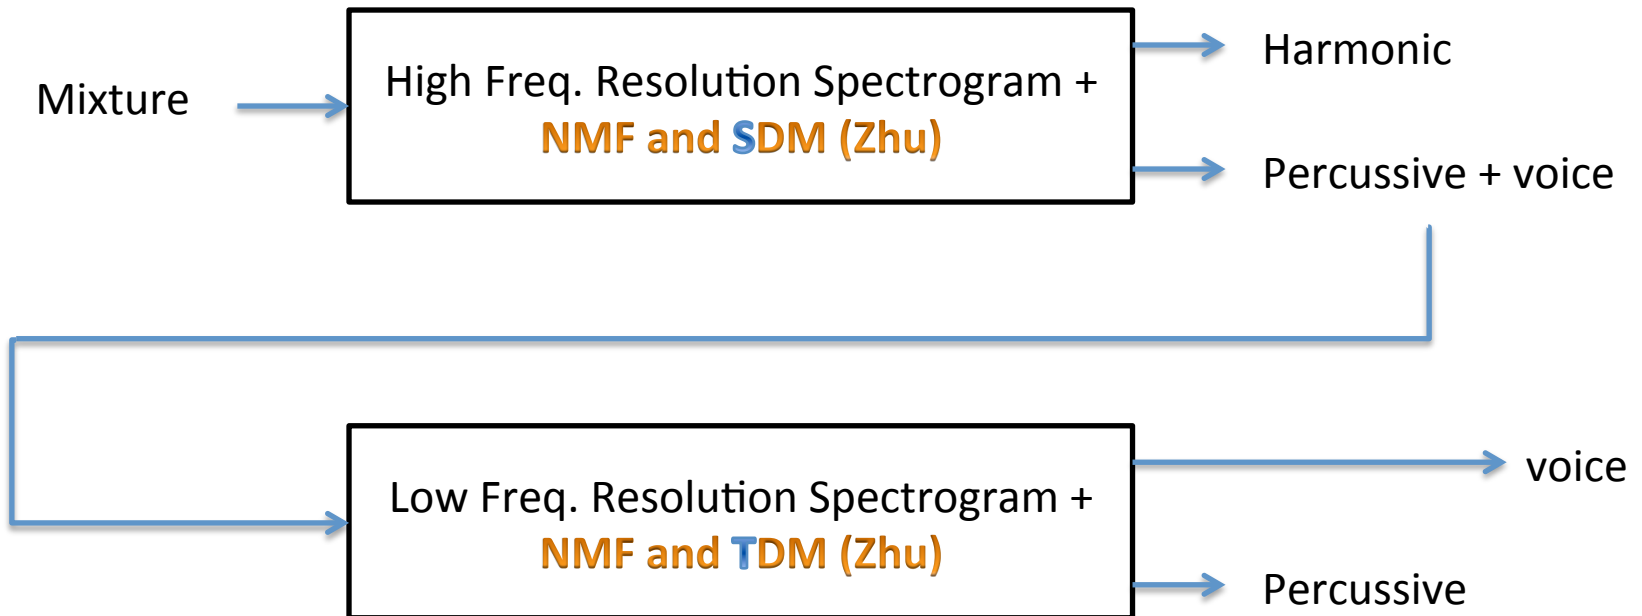 Mixture
High Freq. Resolution Spectrogram +
NMF and SDM (Zhu)
Harmonic
Percussive + voice
Low Freq. Resolution Spectrogram +
NMF and TDM (Zhu)
voice
Percussive